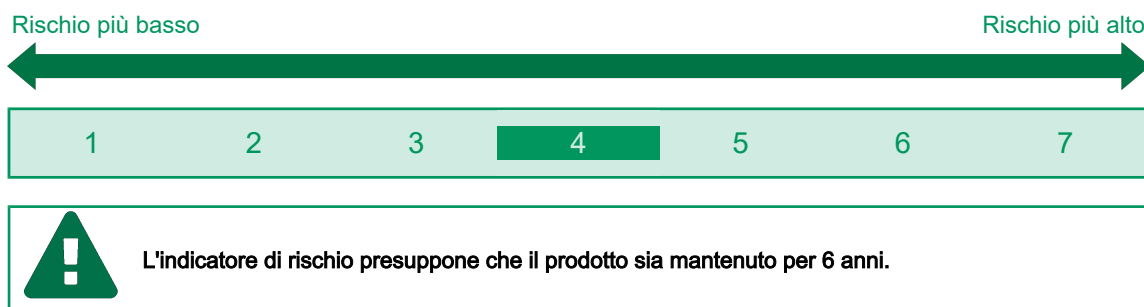 Rischio più basso Rischio più alto
1 2 3 4 5 6 7
L'indicatore di rischio presuppone che il prodotto sia mantenuto per 6 anni.